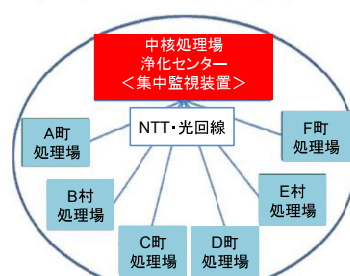 中核処理場
浄化センター
＜集中監視装置＞
NTT・光回線
A町
処理場
F町
処理場
B村
処理場
E村
処理場
C町
処理場
D町
処理場